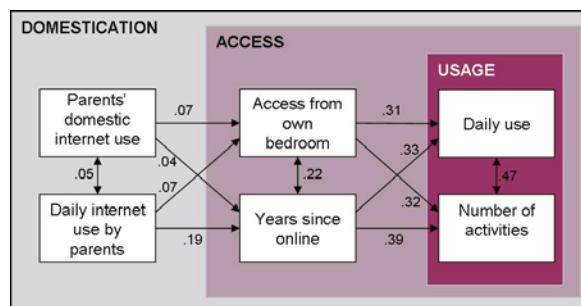 DOMESTICATION
ACCESS
USAGE
Parents'
domestic
internet use
.07
Access from
own
bedroom
.31
Daily use
.05
.04
.07
.22
.33
.32
.47
Daily internet
use by
parents
.19
Years since
online
.39
Number of
activities